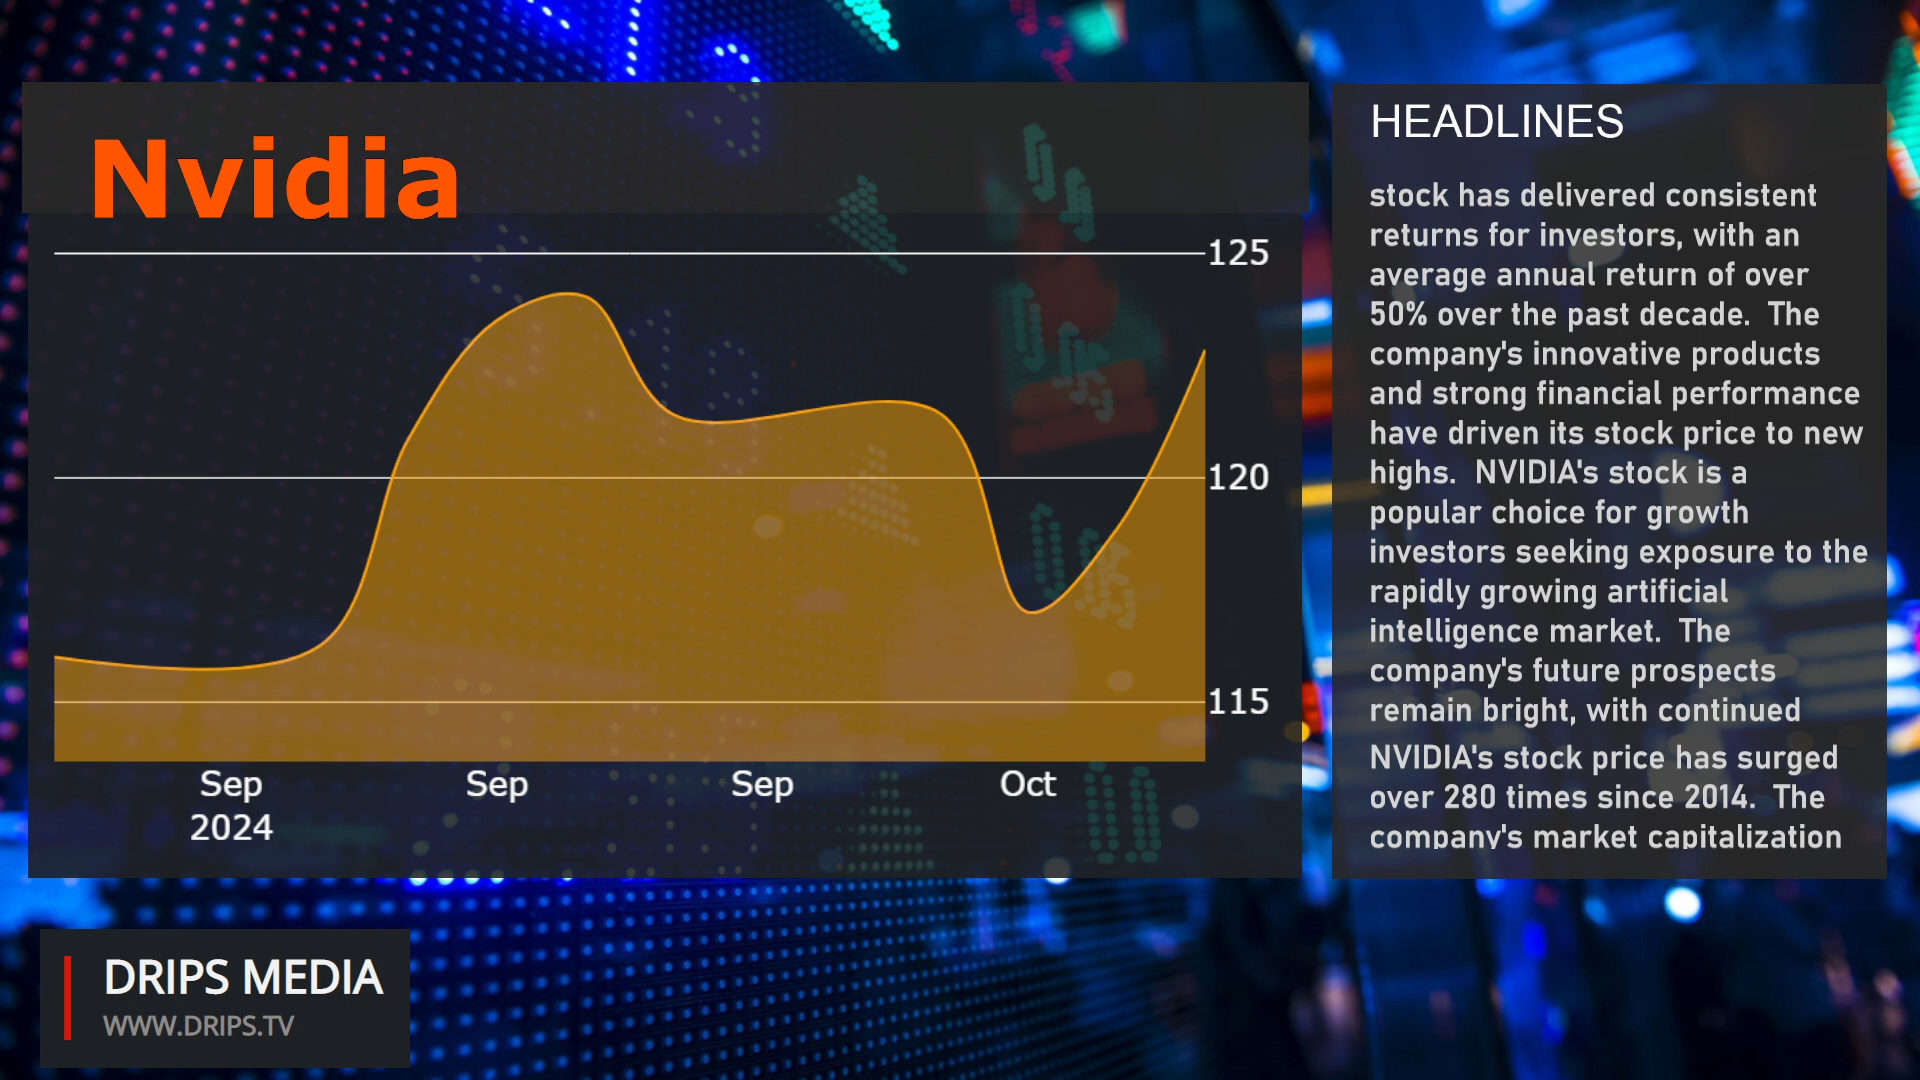 Nvidia
125
120
115
Sep
2024
Sep
Sep
Oct
HEADLINES
stock has delivered consistent
returns for investors, with an
average annual return of over
50% over the past decade.  The
company's innovative products
and strong financial performance
have driven its stock price to new
highs.  NVIDIA's stock is a
popular choice for growth
investors seeking exposure to the
rapidly growing artificial
intelligence market.  The
company's future prospects
remain bright, with continued
NVIDIA's stock price has surged
over 280 times since 2014.  The
company's market capitalization
DRIPS MEDIA
WWW.DRIPS.TV